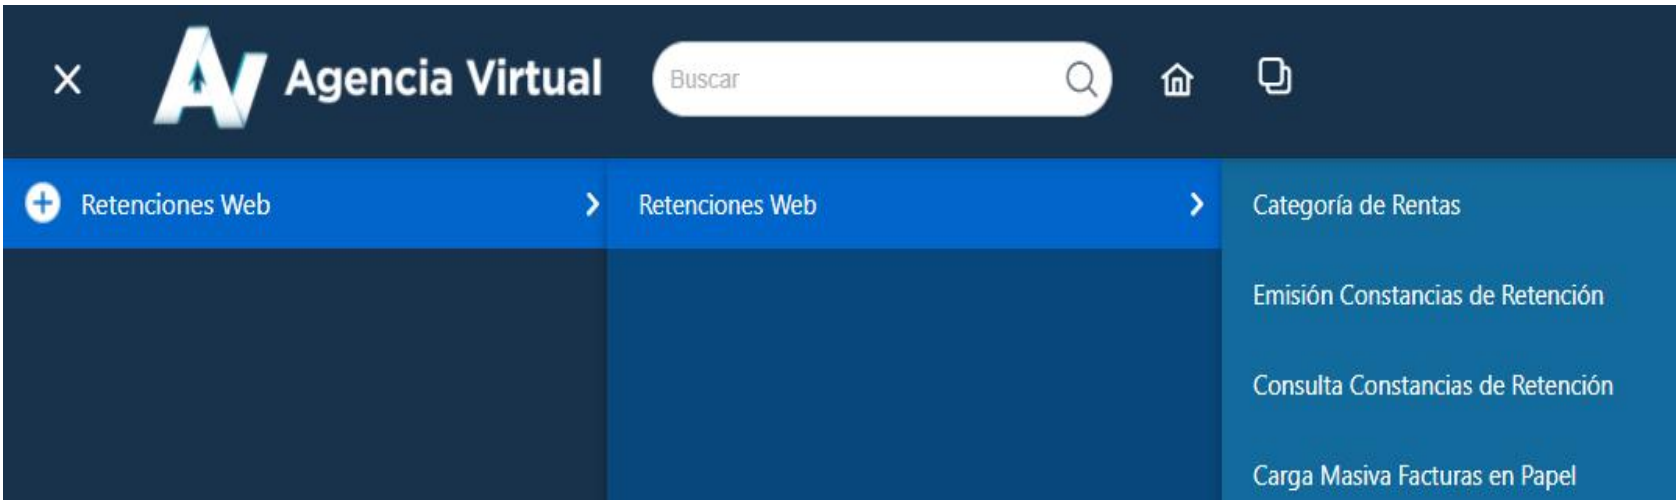 Agencia Virtual
Buscar
Retenciones Web
Retenciones Web
Categoría de Rentas
Emisión Constancias de Retención
Consulta Constancias de Retención
Carga Masiva Facturas en Papel